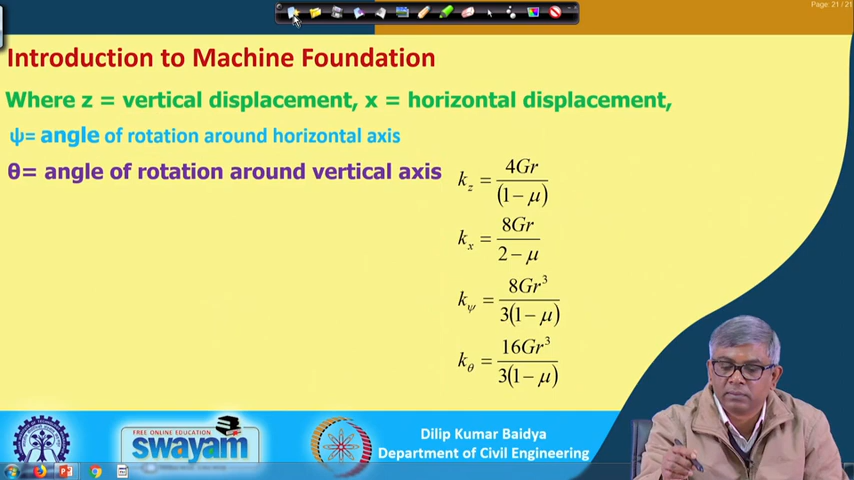 Page: 21 / 21
Introduction to Machine Foundation
Where z = vertical displacement, x = horizontal displacement,
ψ= angle of rotation around horizontal axis
θ= angle of rotation around vertical axis
k_z = 4Gr / (1 − μ)
k_x = 8Gr / 2 − μ
k_ψ = 8Gr³ / 3(1 − μ)
k_θ = 16Gr³ / 3(1 − μ)
FREE ONLINE EDUCATION
swayam
Dilip Kumar Baidya
Department of Civil Engineering